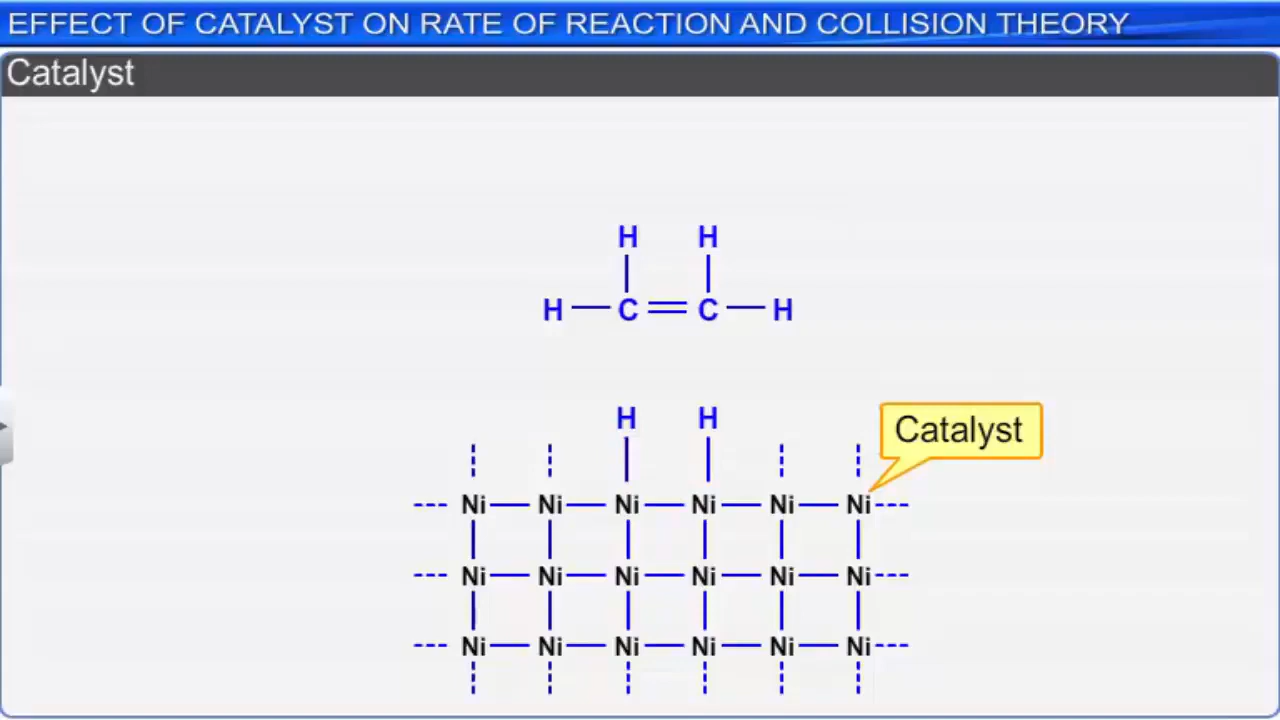 EFFECT OF CATALYST ON RATE OF REACTION AND COLLISION THEORY
Catalyst
H H
H C C H
H H
Catalyst
Ni Ni Ni Ni Ni Ni
Ni Ni Ni Ni Ni Ni
Ni Ni Ni Ni Ni Ni